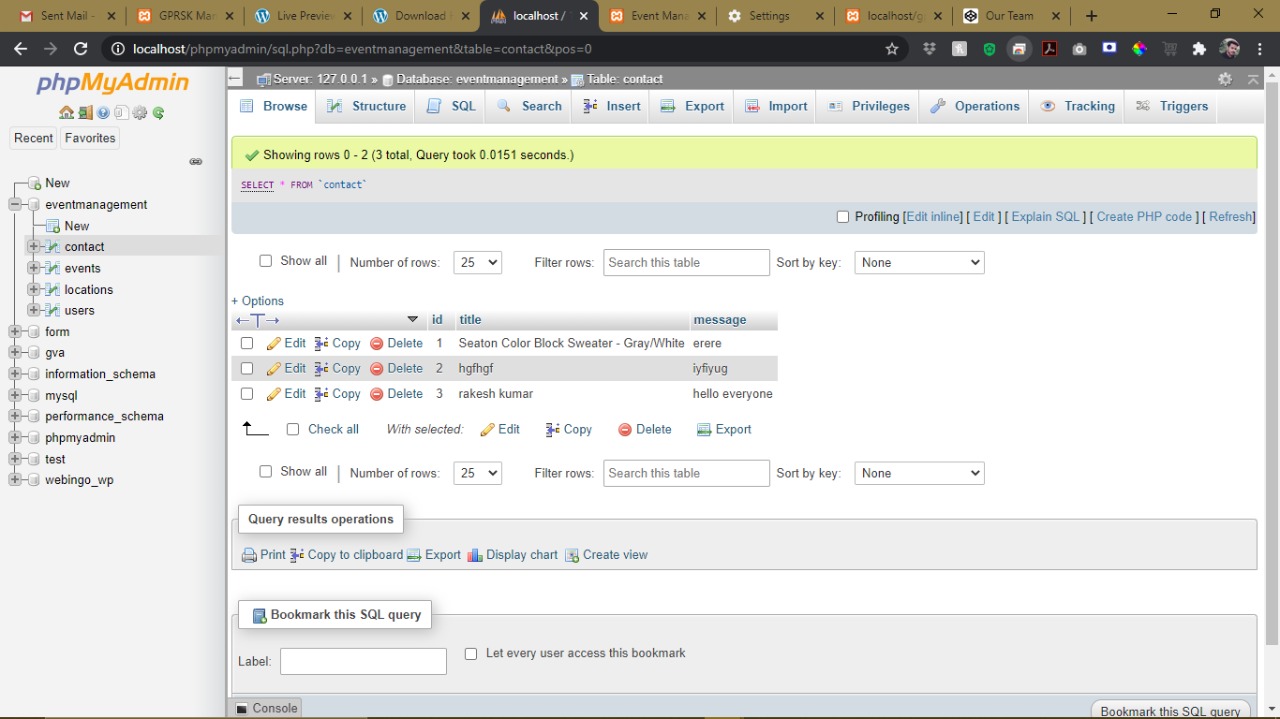 Sent Mail - GPRSK Mar Live Preview Download localhost / Event Mana Settings localhost/g Our Team
localhost/phpmyadmin/sql.php?db=eventmanagement&table=contact&pos=0
phpMyAdmin
Recent Favorites
New
eventmanagement
New
contact
events
locations
users
form
gva
information_schema
mysql
performance_schema
phpmyadmin
test
webingo_wp
Server: 127.0.0.1 » Database: eventmanagement » Table: contact
Browse Structure SQL Search Insert Export Import Privileges Operations Tracking Triggers
Showing rows 0 - 2 (3 total, Query took 0.0151 seconds.)
SELECT * FROM `contact`
Profiling [Edit inline] [ Edit ] [ Explain SQL ] [ Create PHP code ] [ Refresh]
Show all | Number of rows: 25 Filter rows: Search this table Sort by key: None
+ Options
←T→ id title message
Edit Copy Delete 1 Seaton Color Block Sweater - Gray/White erere
Edit Copy Delete 2 hgfhgf iyfiyug
Edit Copy Delete 3 rakesh kumar hello everyone
Check all With selected: Edit Copy Delete Export
Show all | Number of rows: 25 Filter rows: Search this table Sort by key: None
Query results operations
Print Copy to clipboard Export Display chart Create view
Bookmark this SQL query
Label: Let every user access this bookmark
Console
Bookmark this SQL query